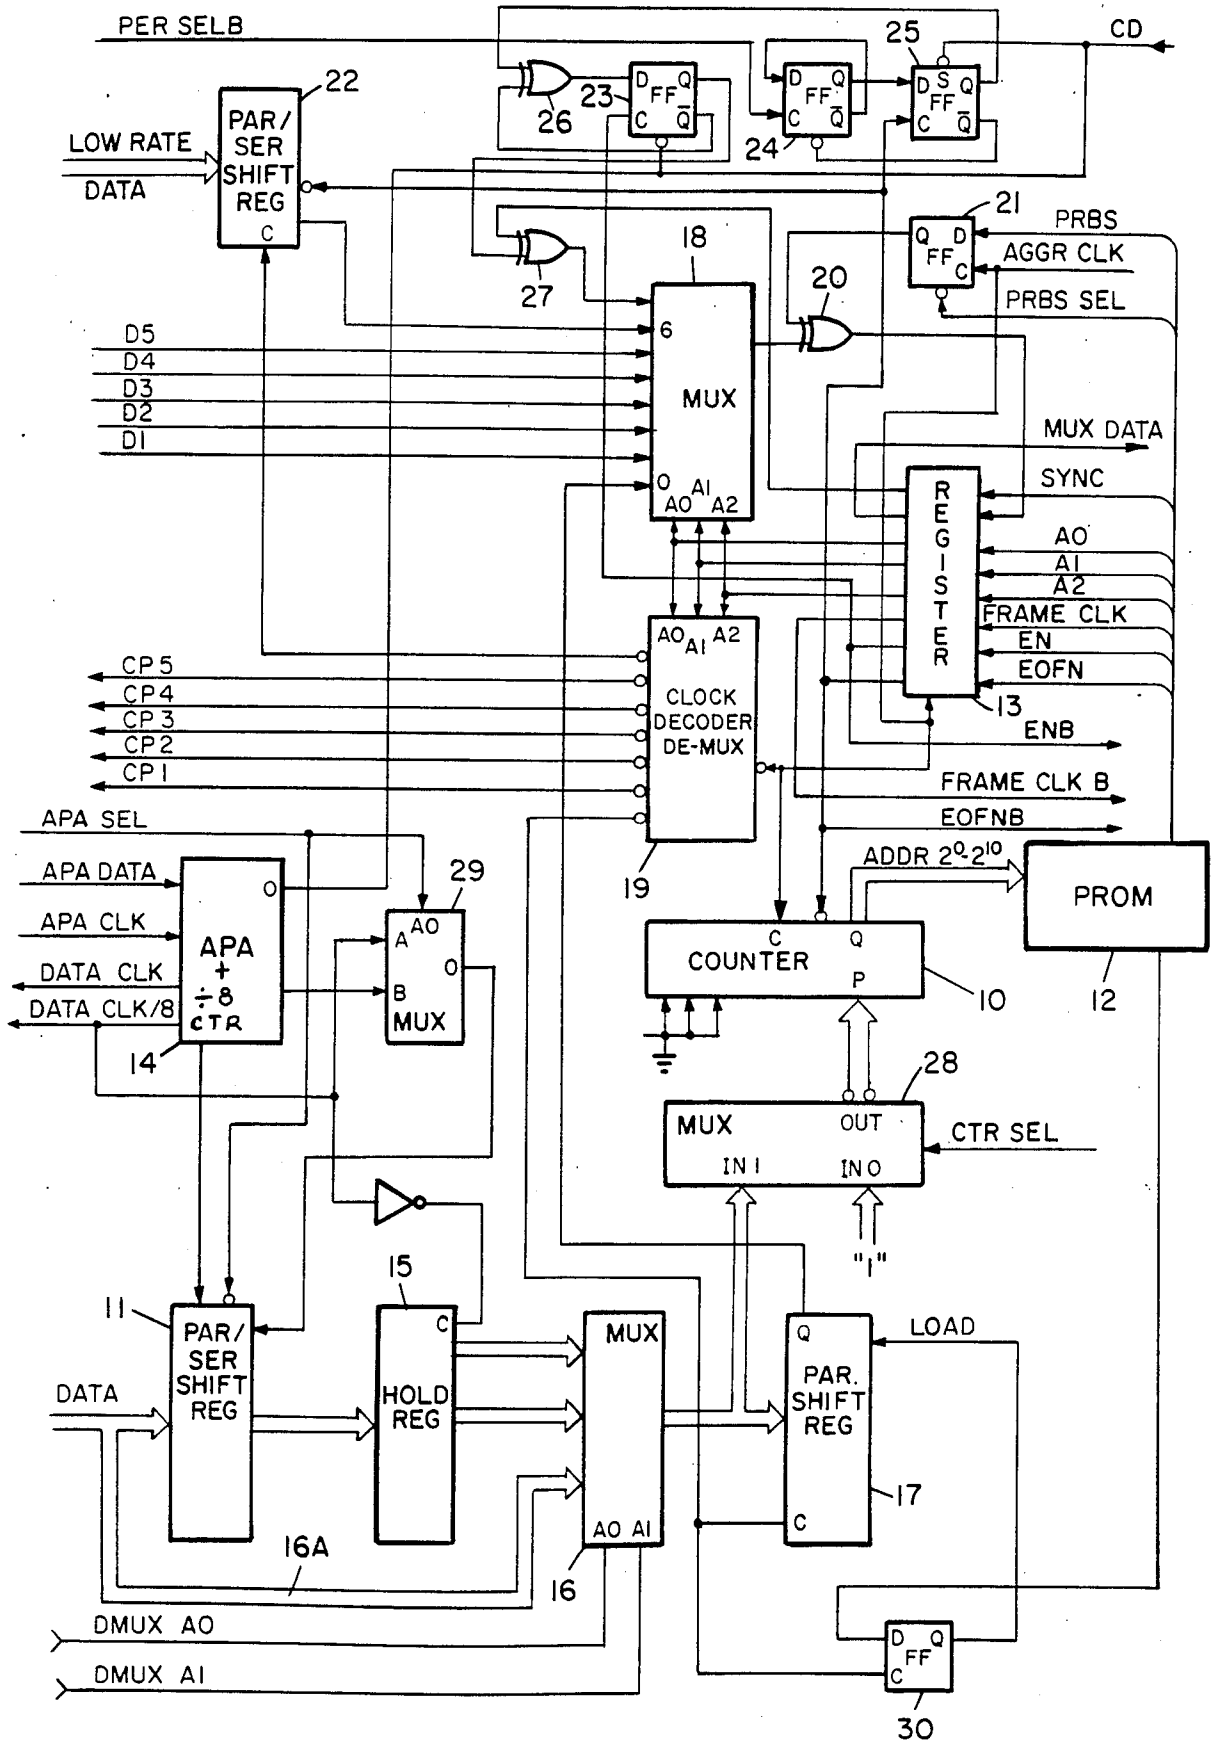 PER SELB
25
CD
22
D Q
FF
C Q̅
23
26
D Q
FF
C Q̅
24
D S Q
FF
C Q̅
PAR/
SER
SHIFT
REG
C
LOW RATE
DATA
27
18
21
Q D
FF
C
PRBS
AGGR CLK
PRBS SEL
20
6
MUX
0
A0 A1 A2
D5
D4
D3
D2
D1
MUX DATA
SYNC
REGISTER
A0
A1
A2
FRAME CLK
EN
EOFN
13
A0 A1 A2
CLOCK
DECODER
DE-MUX
19
CP5
CP4
CP3
CP2
CP1
ENB
FRAME CLK B
EOFNB
APA SEL
APA DATA
APA CLK
DATA CLK
DATA CLK/8
O
APA
+
÷8
CTR
14
29
A0
A
O
B
MUX
ADDR 2⁰-2¹⁰
PROM
12
C Q
COUNTER
P
10
28
MUX OUT
IN 1 IN 0
CTR SEL
"1"
11
PAR/
SER
SHIFT
REG
15
C
HOLD
REG
MUX
A0 A1
16
Q
PAR.
SHIFT
REG
C
17
LOAD
DATA
16A
DMUX A0
DMUX A1
D Q
FF
C
30